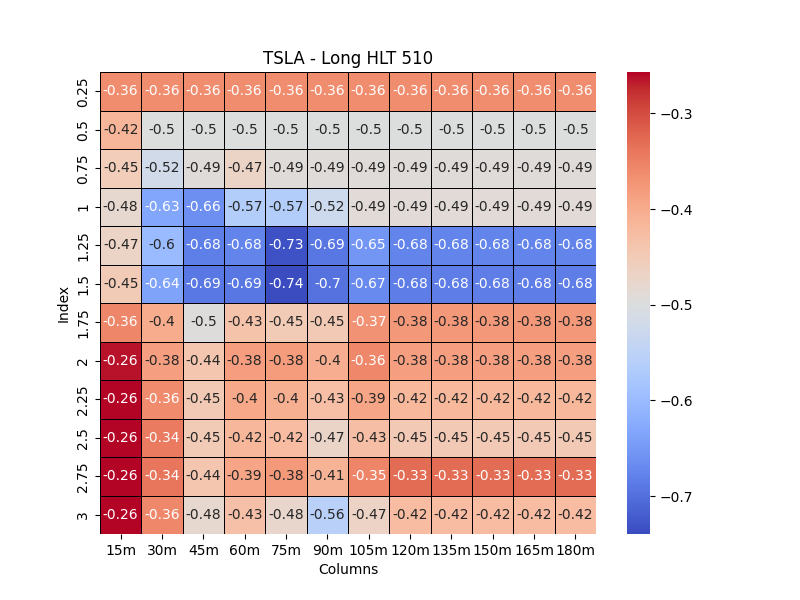 TSLA - Long HLT 510
0.25 -0.36 -0.36 -0.36 -0.36 -0.36 -0.36 -0.36 -0.36 -0.36 -0.36 -0.36 -0.36
0.5 -0.42 -0.5 -0.5 -0.5 -0.5 -0.5 -0.5 -0.5 -0.5 -0.5 -0.5 -0.5
0.75 -0.45 -0.52 -0.49 -0.47 -0.49 -0.49 -0.49 -0.49 -0.49 -0.49 -0.49 -0.49
1 -0.48 -0.63 -0.66 -0.57 -0.57 -0.52 -0.49 -0.49 -0.49 -0.49 -0.49 -0.49
1.25 -0.47 -0.6 -0.68 -0.68 -0.73 -0.69 -0.65 -0.68 -0.68 -0.68 -0.68 -0.68
1.5 -0.45 -0.64 -0.69 -0.69 -0.74 -0.7 -0.67 -0.68 -0.68 -0.68 -0.68 -0.68
1.75 -0.36 -0.4 -0.5 -0.43 -0.45 -0.45 -0.37 -0.38 -0.38 -0.38 -0.38 -0.38
2 -0.26 -0.38 -0.44 -0.38 -0.38 -0.4 -0.36 -0.38 -0.38 -0.38 -0.38 -0.38
2.25 -0.26 -0.36 -0.45 -0.4 -0.4 -0.43 -0.39 -0.42 -0.42 -0.42 -0.42 -0.42
2.5 -0.26 -0.34 -0.45 -0.42 -0.42 -0.47 -0.43 -0.45 -0.45 -0.45 -0.45 -0.45
2.75 -0.26 -0.34 -0.44 -0.39 -0.38 -0.41 -0.35 -0.33 -0.33 -0.33 -0.33 -0.33
3 -0.26 -0.36 -0.48 -0.43 -0.48 -0.56 -0.47 -0.42 -0.42 -0.42 -0.42 -0.42
15m 30m 45m 60m 75m 90m 105m 120m 135m 150m 165m 180m
Columns
Index
−0.3
−0.4
−0.5
−0.6
−0.7